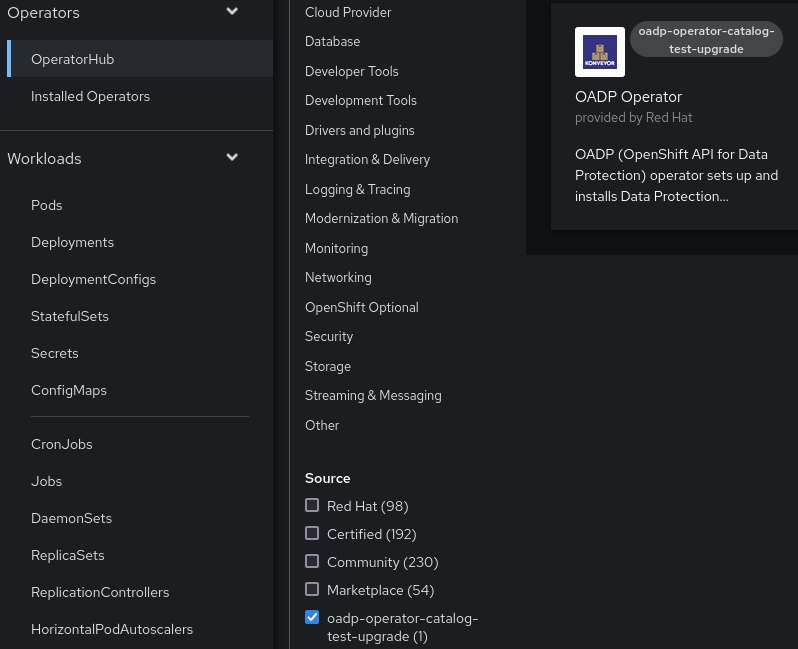 Operators
OperatorHub
Installed Operators
Workloads
Pods
Deployments
DeploymentConfigs
StatefulSets
Secrets
ConfigMaps
CronJobs
Jobs
DaemonSets
ReplicaSets
ReplicationControllers
HorizontalPodAutoscalers
Cloud Provider
Database
Developer Tools
Development Tools
Drivers and plugins
Integration & Delivery
Logging & Tracing
Modernization & Migration
Monitoring
Networking
OpenShift Optional
Security
Storage
Streaming & Messaging
Other
Source
Red Hat (98)
Certified (192)
Community (230)
Marketplace (54)
oadp-operator-catalog-
test-upgrade (1)
KONVEYOR
oadp-operator-catalog-
test-upgrade
OADP Operator
provided by Red Hat
OADP (OpenShift API for Data
Protection) operator sets up and
installs Data Protection...